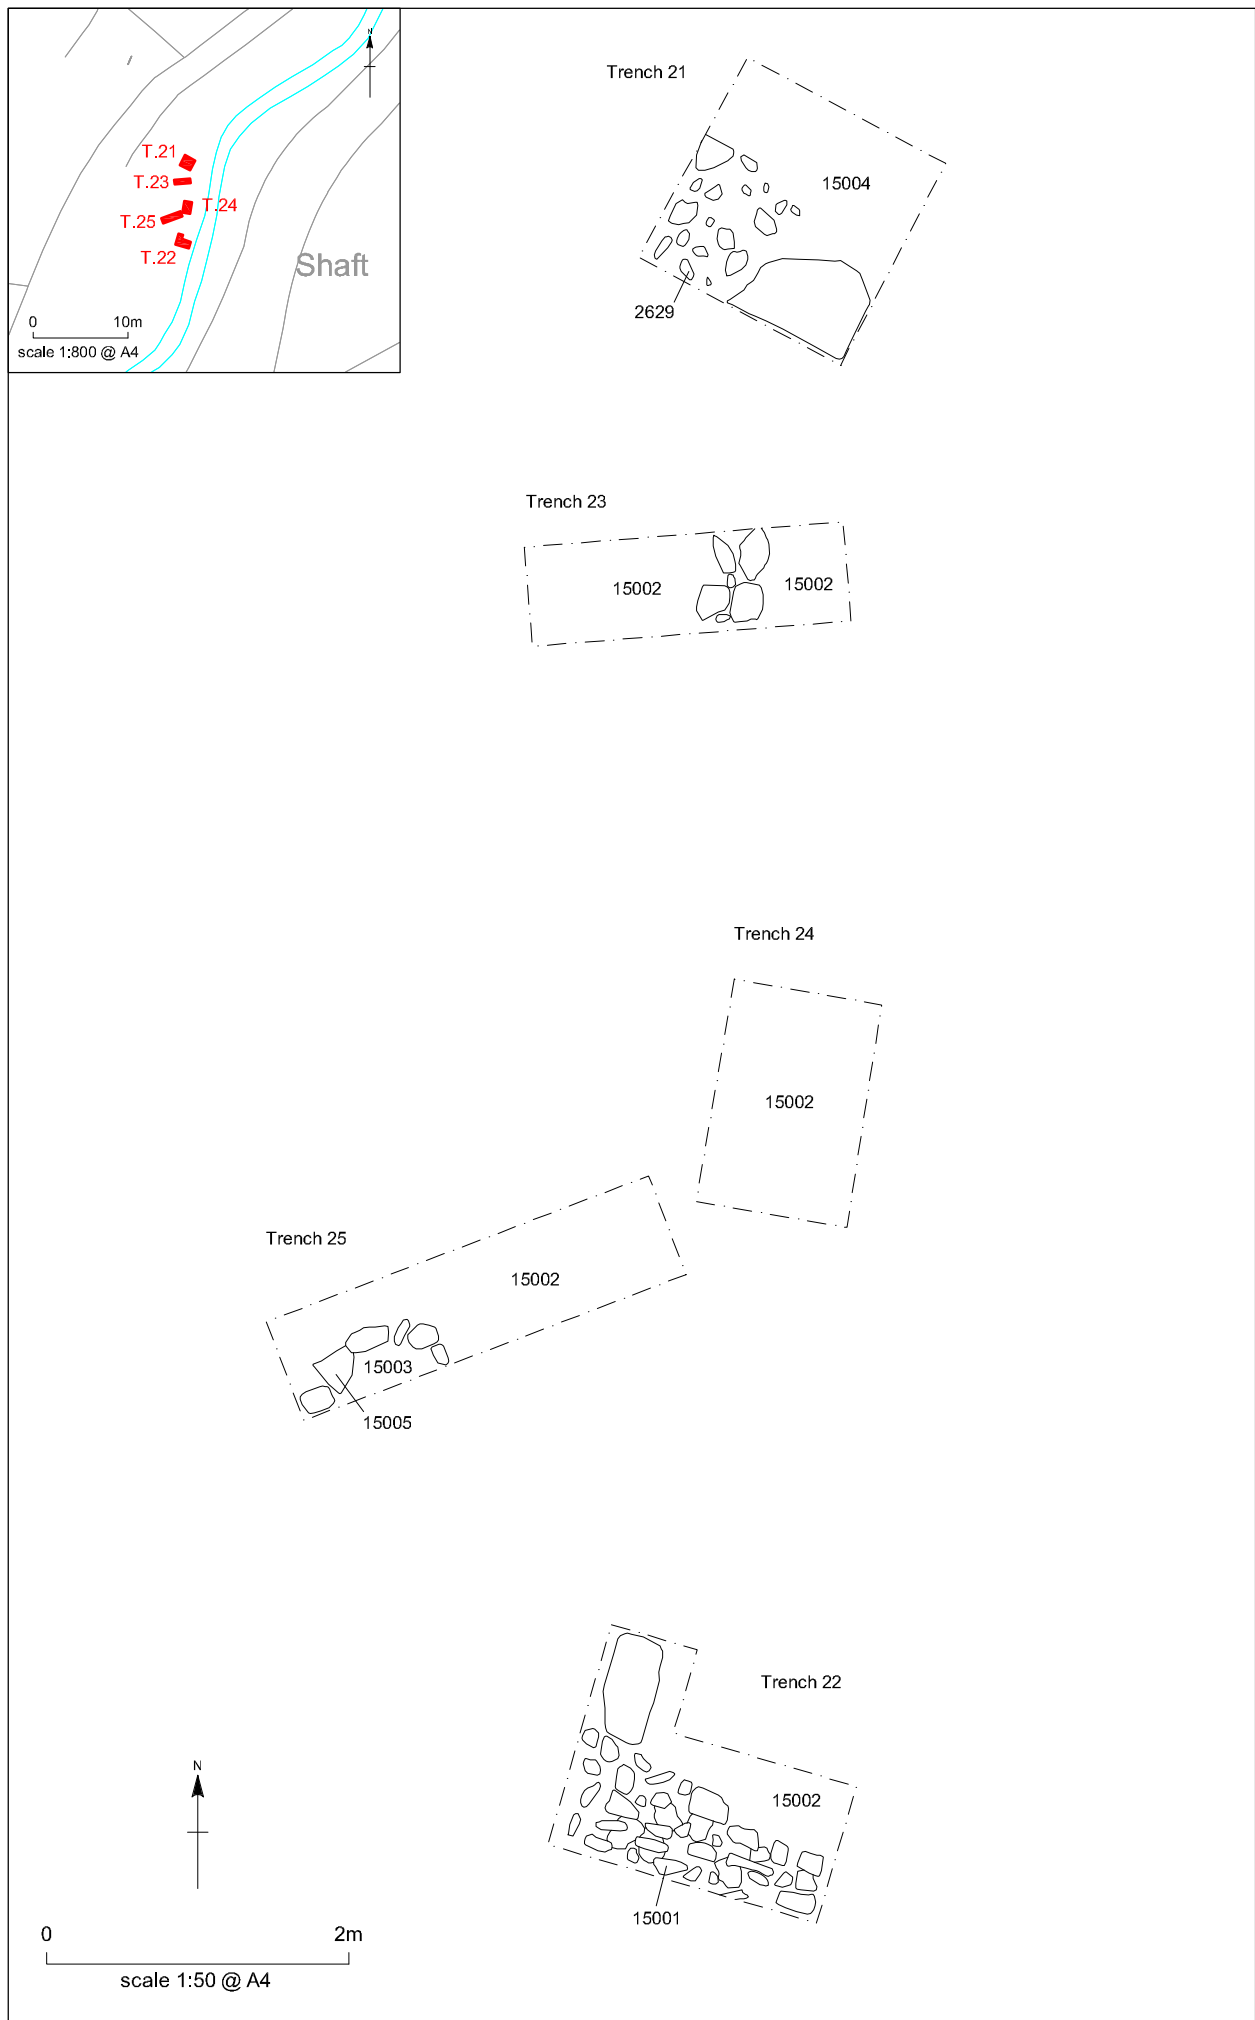 N
T.21
T.23
T.24
T.25
T.22
Shaft
0 10m
scale 1:800 @ A4
Trench 21
15004
2629
Trench 23
15002 15002
Trench 24
15002
Trench 25
15002
15003
15005
Trench 22
15002
15001
N
0 2m
scale 1:50 @ A4